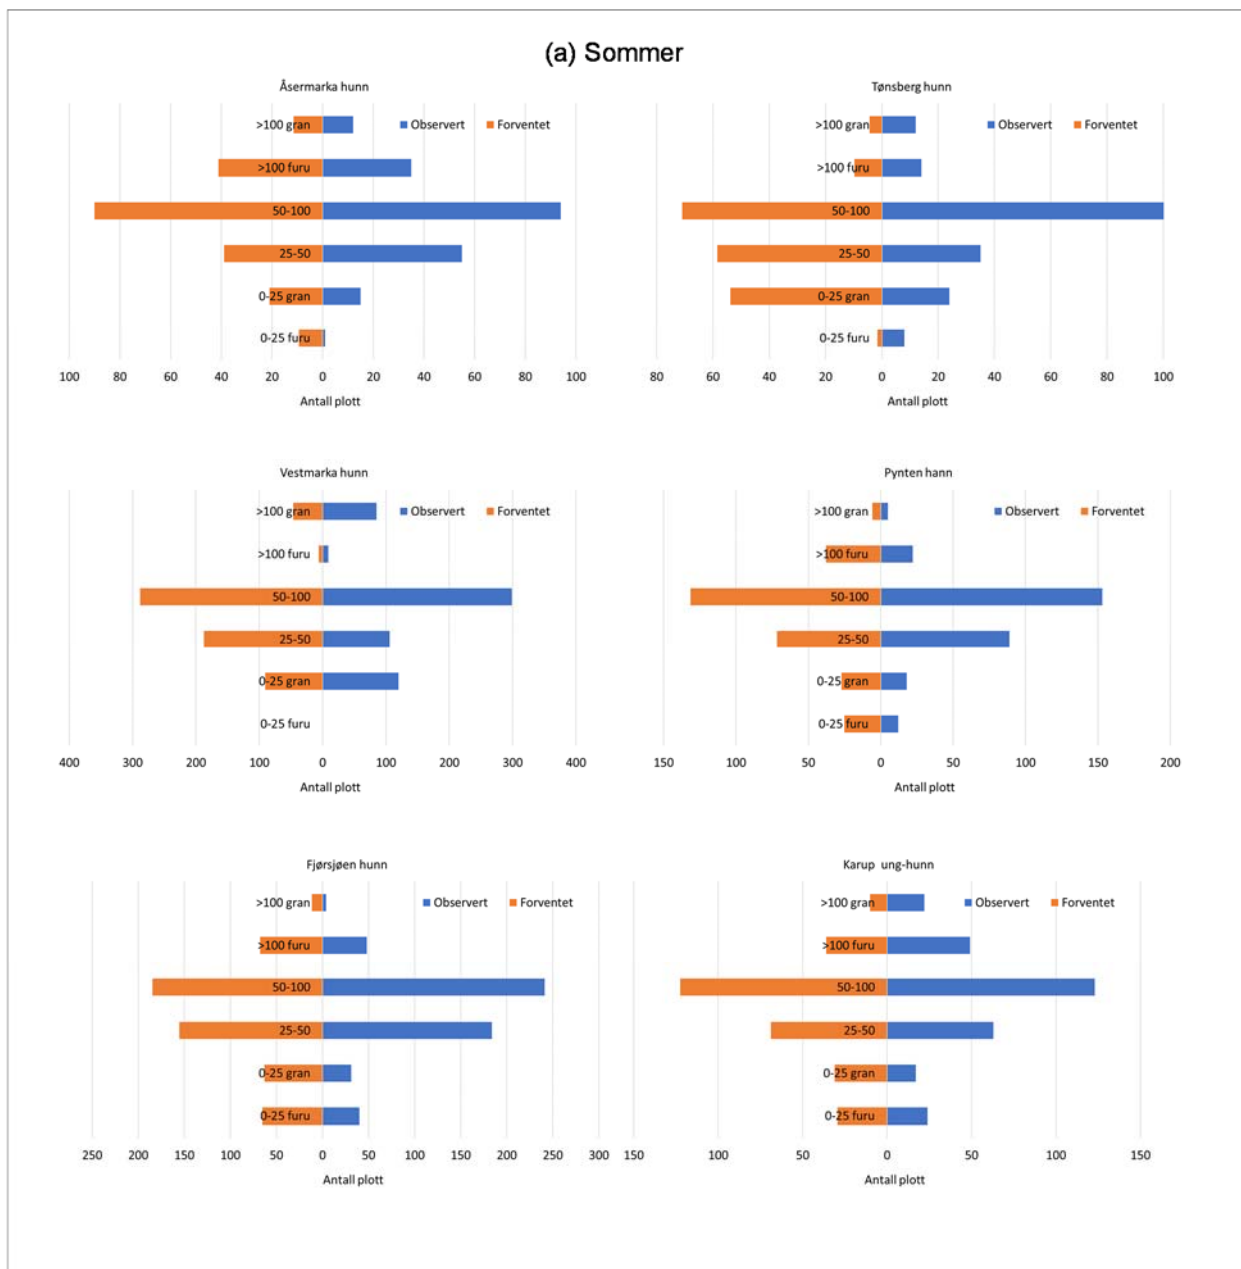 (a) Sommer
Åsermarka hunn
>100 gran
Observert
Forventet
>100 furu
50-100
25-50
0-25 gran
0-25 furu
100 80 60 40 20 0 20 40 60 80 100
Antall plott
Tønsberg hunn
>100 gran
Observert
Forventet
>100 furu
50-100
25-50
0-25 gran
0-25 furu
80 60 40 20 0 20 40 60 80 100
Antall plott
Vestmarka hunn
>100 gran
Observert
Forventet
>100 furu
50-100
25-50
0-25 gran
0-25 furu
400 300 200 100 0 100 200 300 400
Antall plott
Pynten hann
>100 gran
Observert
Forventet
>100 furu
50-100
25-50
0-25 gran
0-25 furu
150 100 50 0 50 100 150 200
Antall plott
Fjørsjøen hunn
>100 gran
Observert
Forventet
>100 furu
50-100
25-50
0-25 gran
0-25 furu
250 200 150 100 50 0 50 100 150 200 250 300
Antall plott
Karup ung-hunn
>100 gran
Observert
Forventet
>100 furu
50-100
25-50
0-25 gran
0-25 furu
150 100 50 0 50 100 150
Antall plott